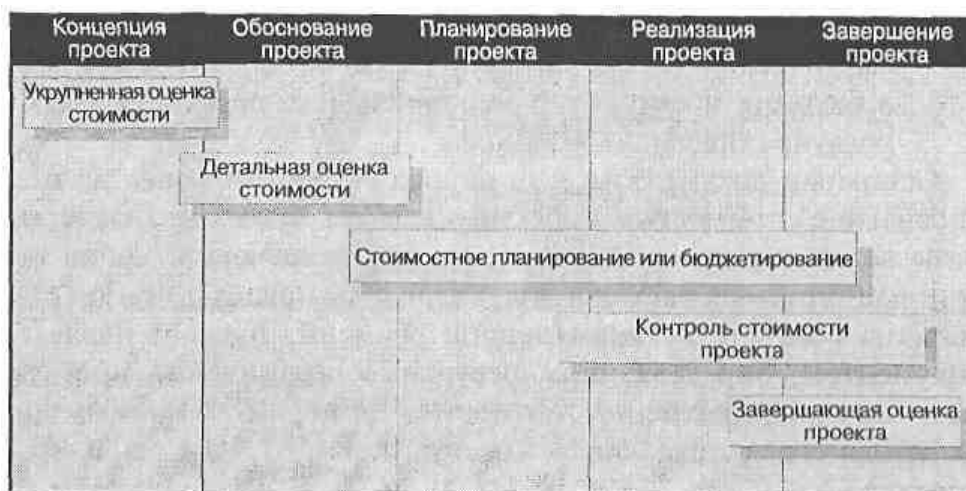 Концепция проекта
Обоснование проекта
Планирование проекта
Реализация проекта
Завершение проекта
Укрупненная оценка
стоимости
Детальная оценка
стоимости
Стоимостное планирование или бюджетирование
Контроль стоимости
проекта
Завершающая оценка
проекта